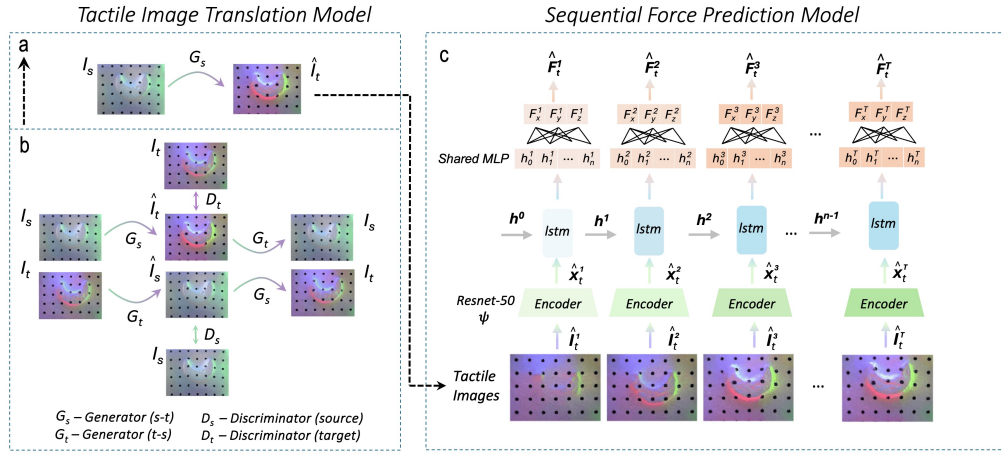 Tactile Image Translation Model
Sequential Force Prediction Model
a
I_s
G_s
Î_t
b
I_t
D_t
I_s
Î_t
I_s
G_s
G_t
I_t
Î_s
I_t
G_t
G_s
D_s
I_s
G_s – Generator (s-t)
D_s – Discriminator (source)
G_t – Generator (t-s)
D_t – Discriminator (target)
c
F̂_t^1 F̂_t^2 F̂_t^3 F̂_t^T
F_x^1 F_y^1 F_z^1 F_x^2 F_y^2 F_z^2 F_x^3 F_y^3 F_z^3 F_x^T F_y^T F_z^T
...
Shared MLP h_0^1 h_1^1 ··· h_n^1 h_0^2 h_1^2 ··· h_n^2 h_0^3 h_1^3 ··· h_n^3 h_0^T h_1^T ··· h_n^T
h^0 lstm h^1 lstm h^2 lstm ... h^{n-1} lstm
x̂_t^1 x̂_t^2 x̂_t^3 x̂_t^T
Resnet-50
ψ
Encoder Encoder Encoder Encoder
Î_t^1 Î_t^2 Î_t^3 Î_t^T
Tactile
Images
...